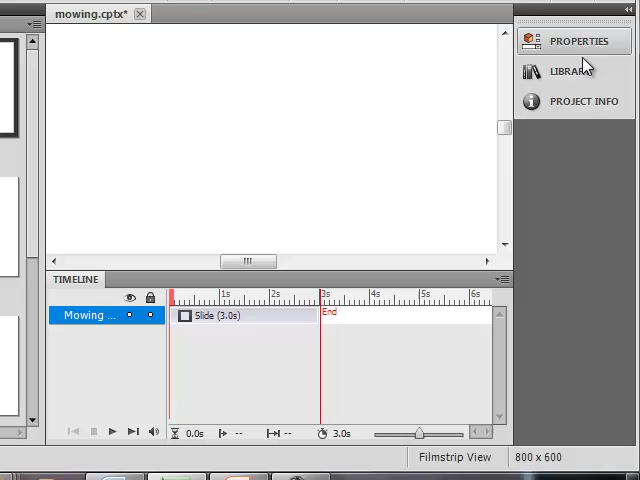 mowing.cptx*
PROPERTIES
LIBRARY
PROJECT INFO
TIMELINE
1s 2s 3s 4s 5s 6s
Mowing ... Slide (3.0s) End
0.0s -- -- 3.0s
Filmstrip View 800 x 600